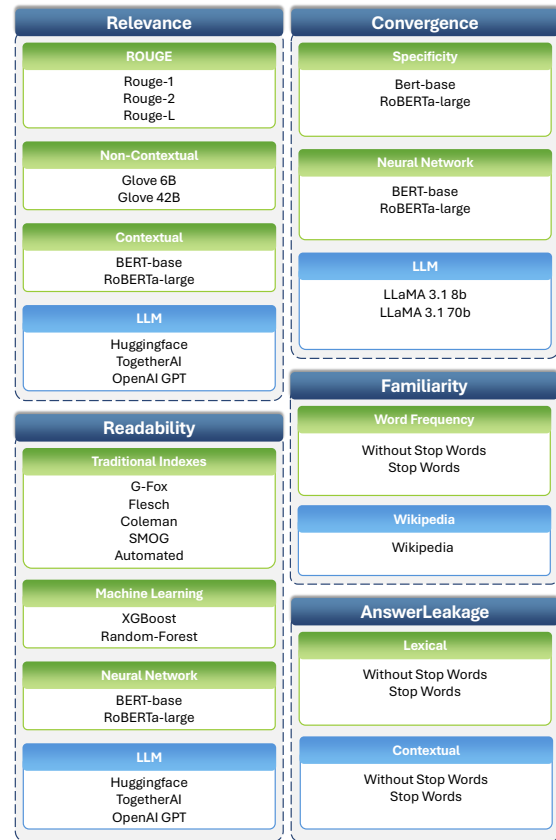 Relevance
ROUGE
Rouge-1
Rouge-2
Rouge-L
Non-Contextual
Glove 6B
Glove 42B
Contextual
BERT-base
RoBERTa-large
LLM
Huggingface
TogetherAI
OpenAI GPT
Readability
Traditional Indexes
G-Fox
Flesch
Coleman
SMOG
Automated
Machine Learning
XGBoost
Random-Forest
Neural Network
BERT-base
RoBERTa-large
LLM
Huggingface
TogetherAI
OpenAI GPT
Convergence
Specificity
Bert-base
RoBERTa-large
Neural Network
BERT-base
RoBERTa-large
LLM
LLaMA 3.1 8b
LLaMA 3.1 70b
Familiarity
Word Frequency
Without Stop Words
Stop Words
Wikipedia
Wikipedia
AnswerLeakage
Lexical
Without Stop Words
Stop Words
Contextual
Without Stop Words
Stop Words